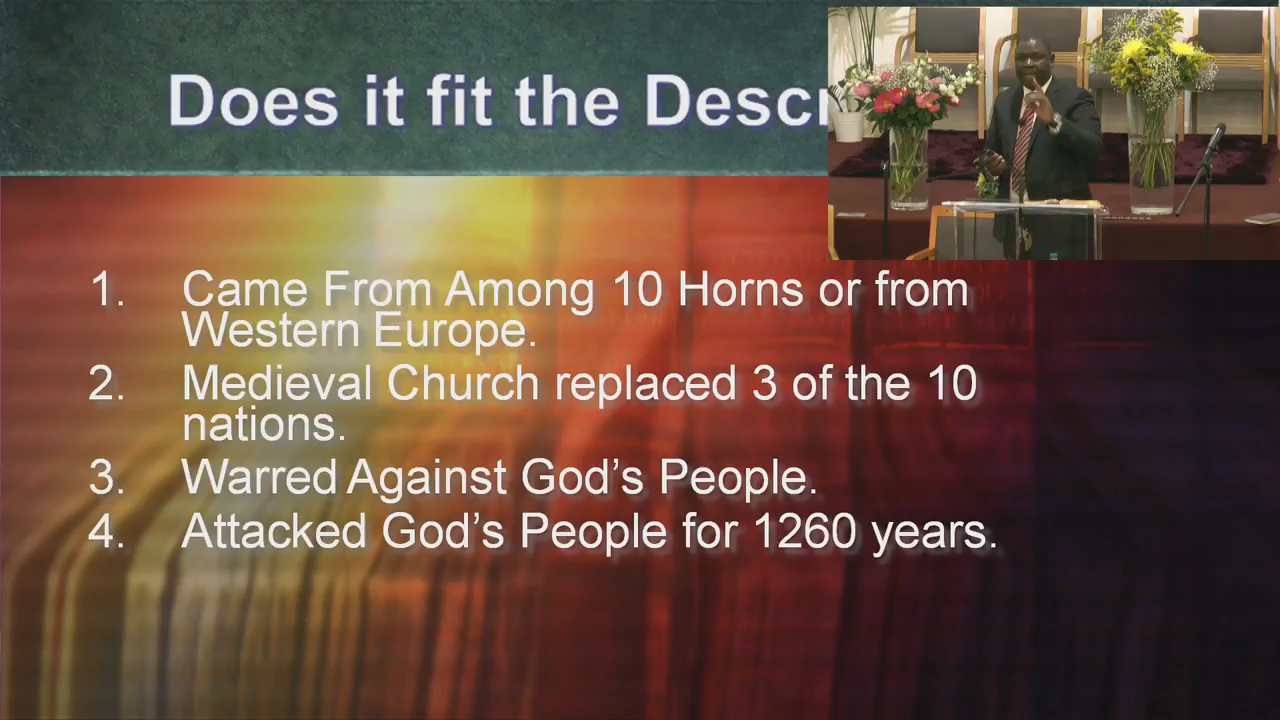 Does it fit the Descr
1. Came From Among 10 Horns or from
Western Europe.
2. Medieval Church replaced 3 of the 10
nations.
3. Warred Against God's People.
4. Attacked God's People for 1260 years.